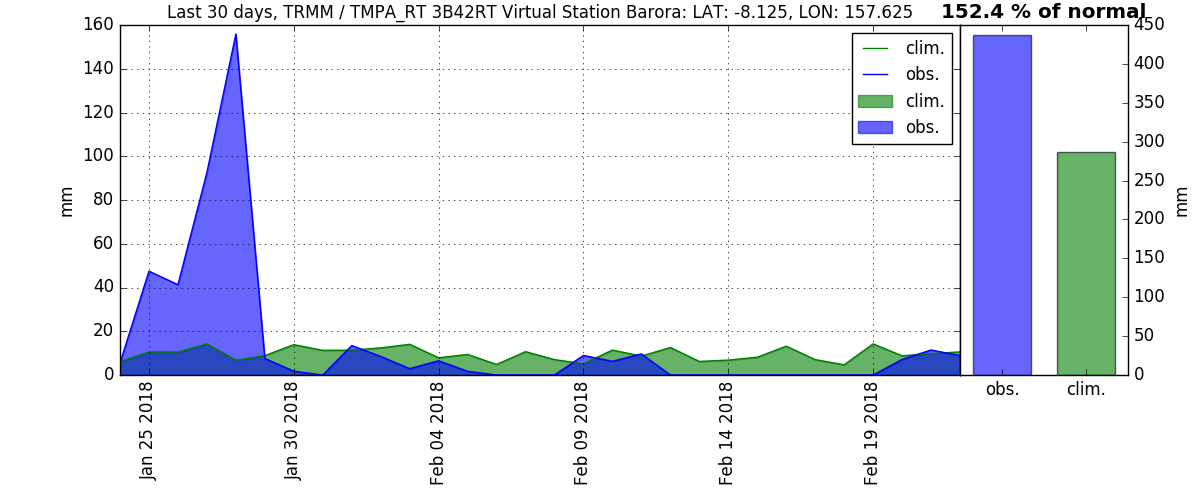 Last 30 days, TRMM / TMPA_RT 3B42RT Virtual Station Barora: LAT: -8.125, LON: 157.625
152.4 % of normal
160
140
120
100
80
60
40
20
0
mm
clim.
obs.
clim.
obs.
Jan 25 2018
Jan 30 2018
Feb 04 2018
Feb 09 2018
Feb 14 2018
Feb 19 2018
450
400
350
300
250
200
150
100
50
0
mm
obs.
clim.